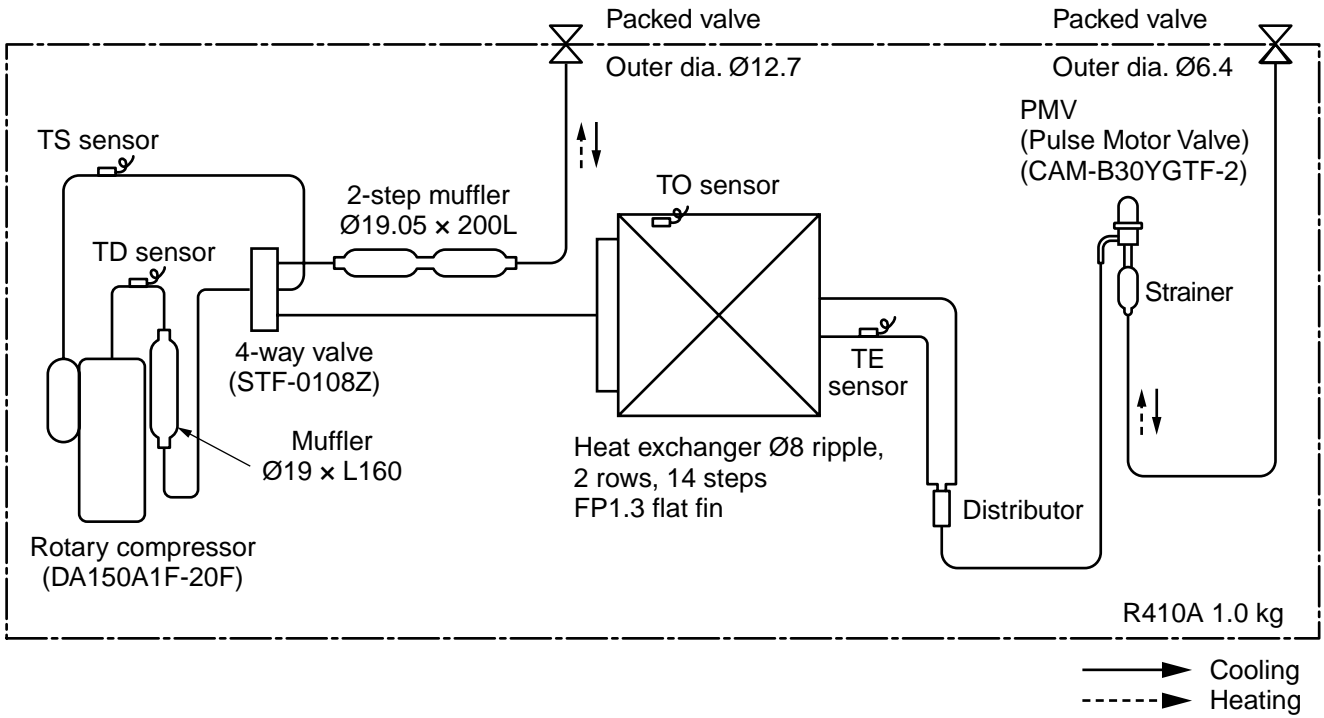 Packed valve
Outer dia. Ø12.7
Packed valve
Outer dia. Ø6.4
PMV
(Pulse Motor Valve)
(CAM-B30YGTF-2)
TS sensor
2-step muffler
Ø19.05 × 200L
TO sensor
TD sensor
Strainer
4-way valve
(STF-0108Z)
TE
sensor
Muffler
Ø19 × L160
Heat exchanger Ø8 ripple,
2 rows, 14 steps
FP1.3 flat fin
Distributor
Rotary compressor
(DA150A1F-20F)
R410A 1.0 kg
Cooling
Heating